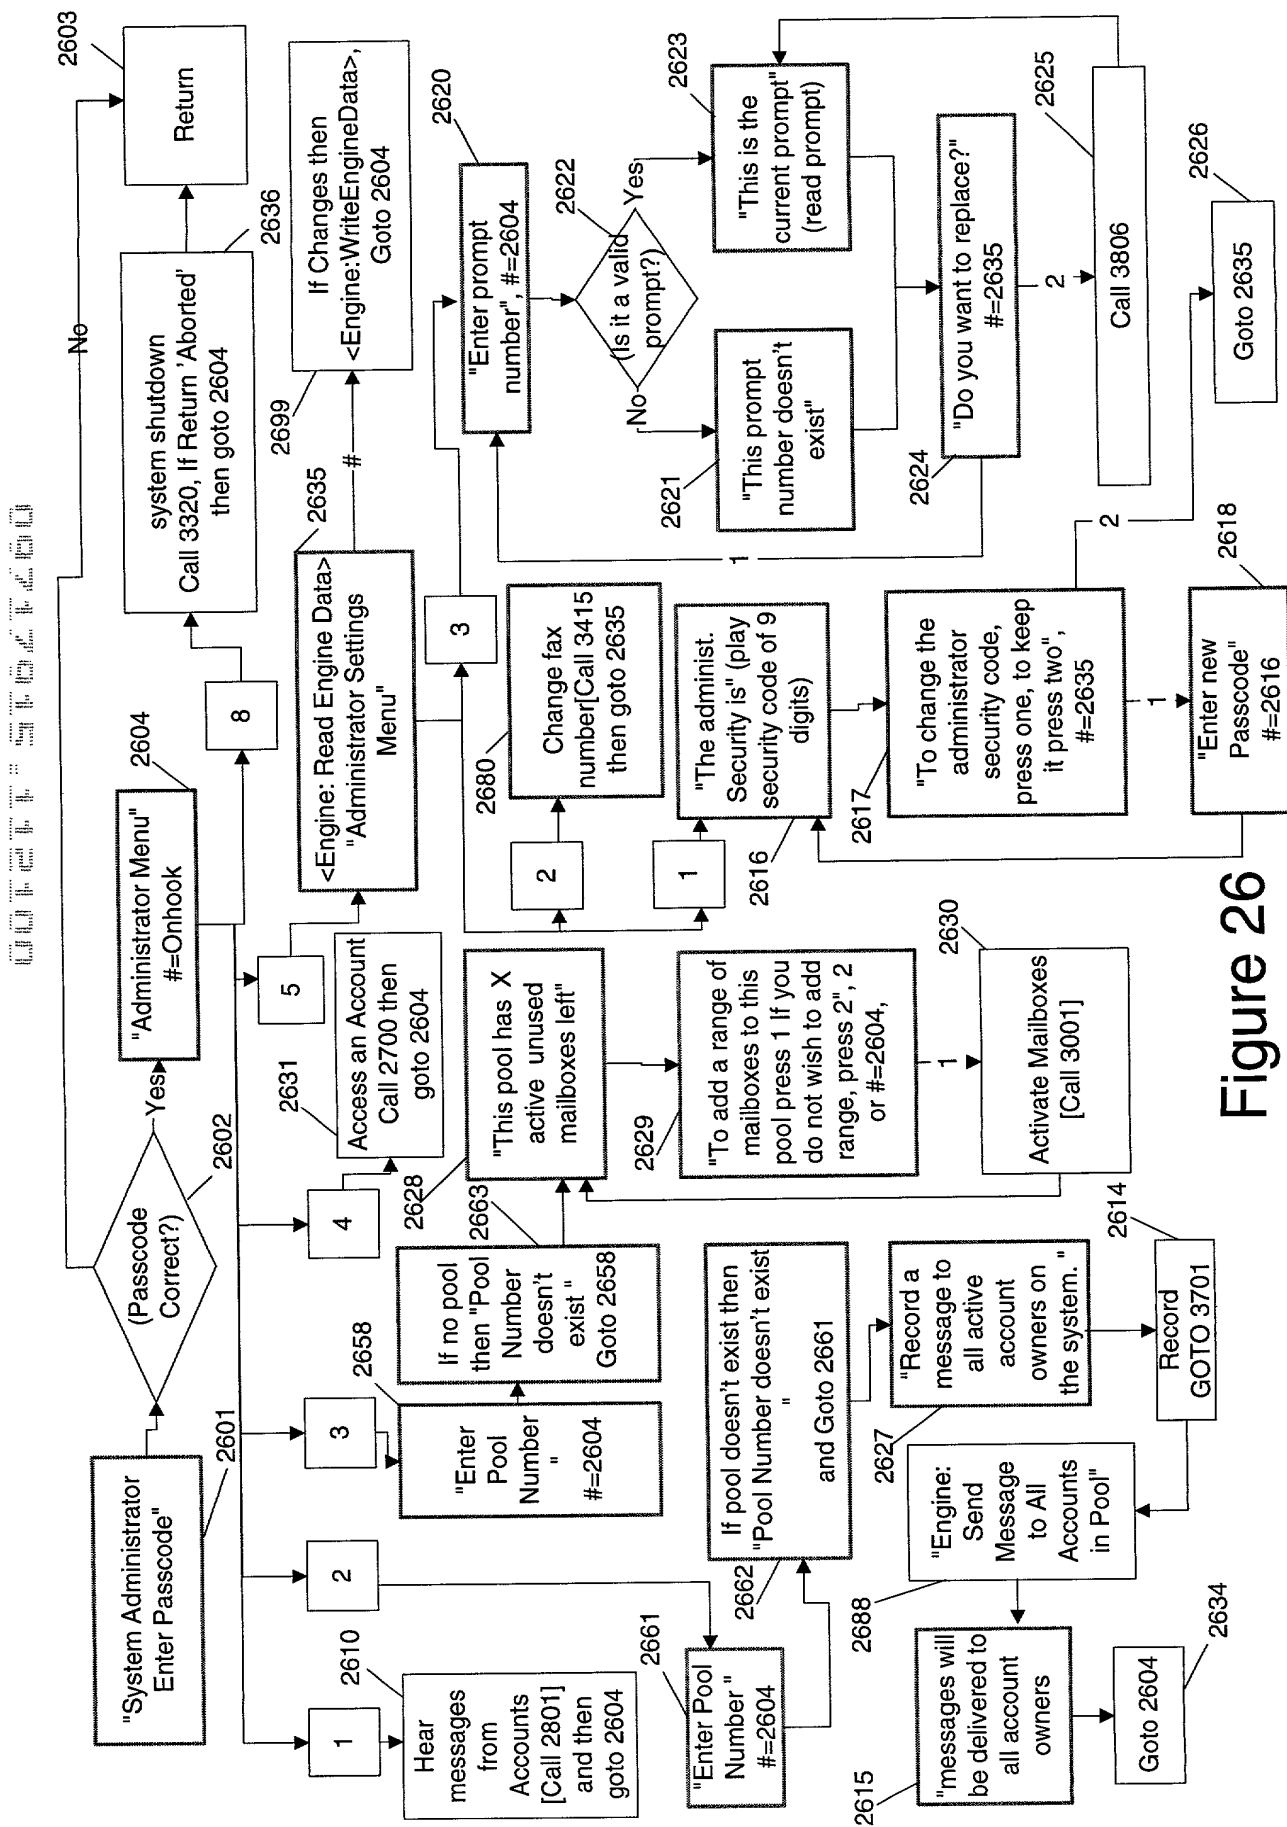 "System Administrator
Enter Passcode"
2601
(Passcode
Correct?)
2602
Yes
No
"Administrator Menu"
#=Onhook
2604
8
system shutdown
Call 3320, If Return 'Aborted'
then goto 2604
2636
Return
2603
1
Hear
messages
from
Accounts
[Call 2801]
and then
goto 2604
2610
2
"Enter Pool
Number "
#=2604
2661
If pool doesn't exist then
"Pool Number doesn't exist
"
and Goto 2661
2662
"Record a
message to
all active
account
owners on
the system. "
2627
Record
GOTO 3701
2614
"Engine:
Send
Message
to All
Accounts
in Pool"
2688
"messages will
be delivered to
all account
owners
2615
Goto 2604
2634
3
"Enter
Pool
Number
"
#=2604
2658
If no pool
then "Pool
Number
doesn't
exist "
Goto 2658
2663
"This pool has X
active unused
mailboxes left"
2628
"To add a range of
mailboxes to this
pool press 1 If you
do not wish to add
range, press 2", 2
or #=2604,
2629
1
Activate Mailboxes
[Call 3001]
2630
4
Access an Account
Call 2700 then
goto 2604
2631
5
<Engine: Read Engine Data>
"Administrator Settings
Menu"
2635
#
If Changes then
<Engine:WriteEngineData>,
Goto 2604
2699
1
"The administ.
Security is" (play
security code of 9
digits)
2616
"To change the
administrator
security code,
press one, to keep
it press two",
#=2635
2617
1
"Enter new
Passcode"
#=2616
2618
2
Goto 2635
2626
2
Change fax
number[Call 3415
then goto 2635
2680
3
"Enter prompt
number", #=2604
2620
(Is it a valid
prompt?)
2622
No
Yes
"This prompt
number doesn't
exist"
2621
"This is the
current prompt"
(read prompt)
2623
"Do you want to replace?"
#=2635
2624
1
2
Call 3806
2625
Figure 26